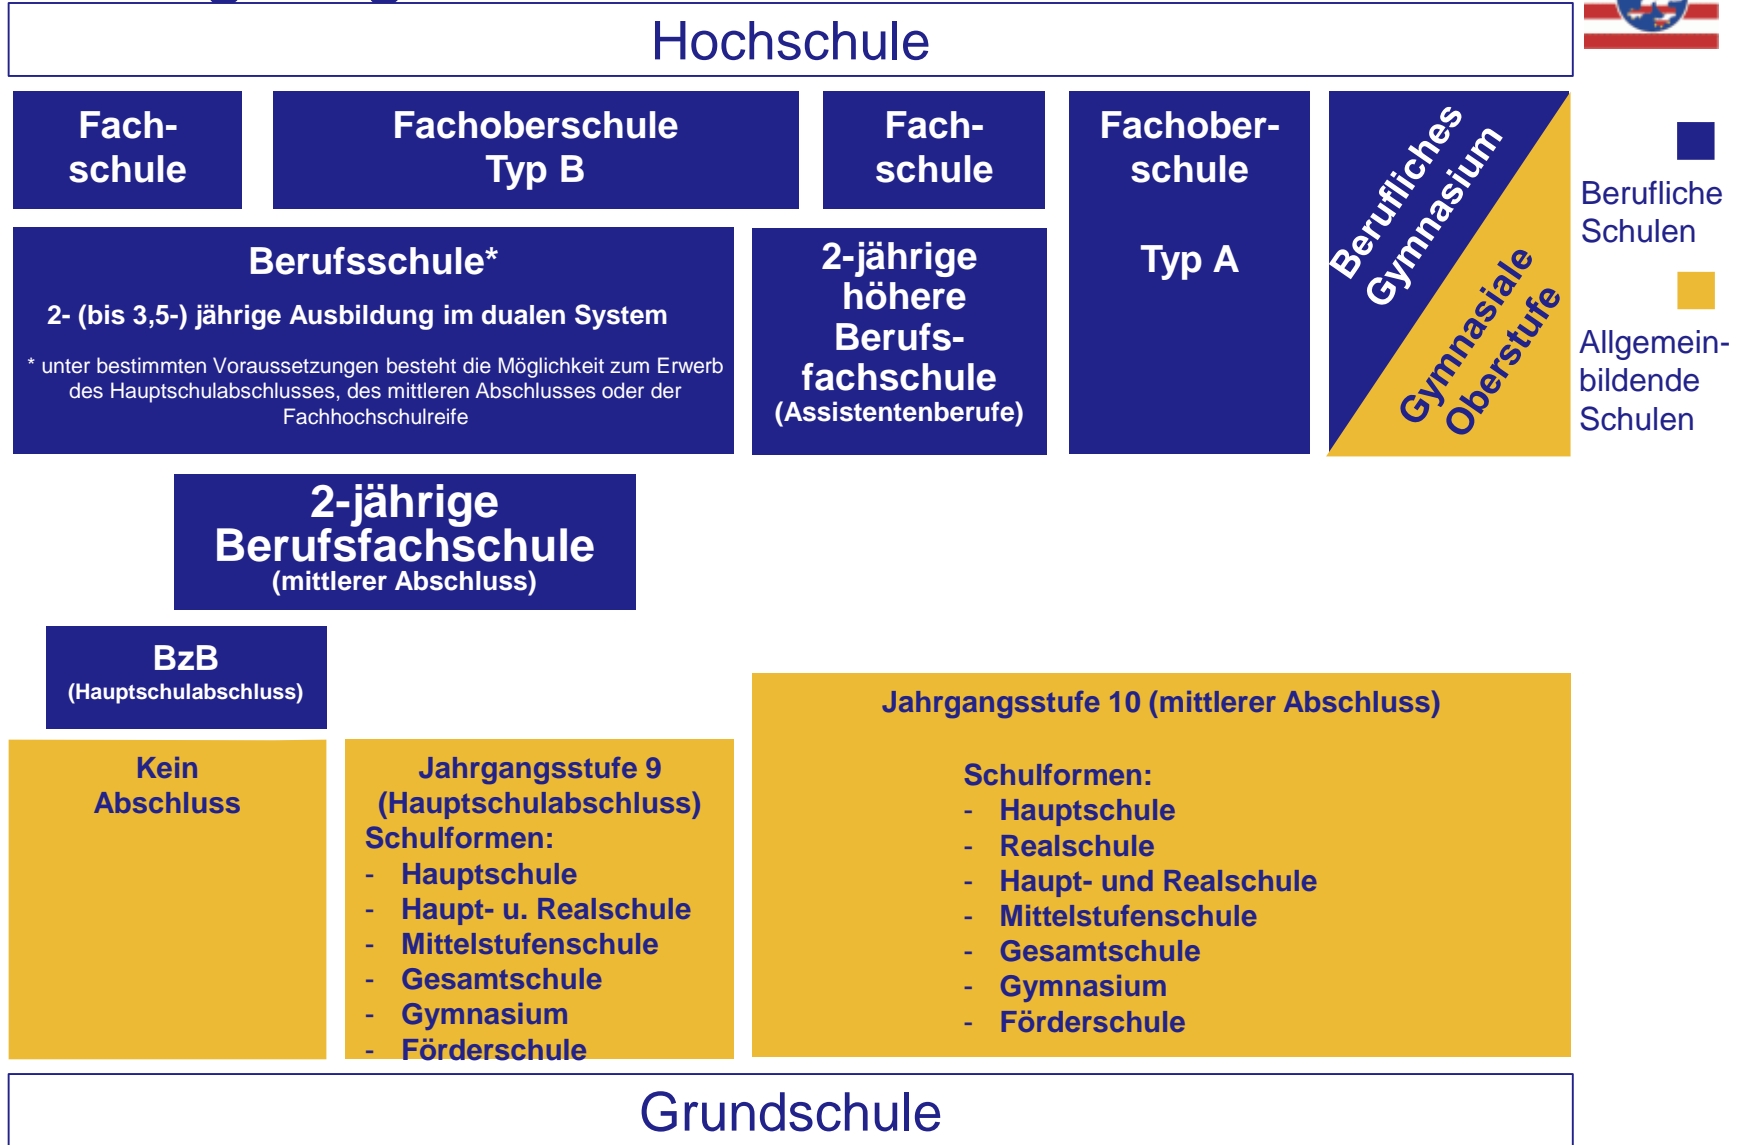 Hochschule
Fach-
schule
Fachoberschule
Typ B
Fach-
schule
Fachober-
schule
Typ A
Berufliches
Gymnasium
Gymnasiale
Oberstufe
Berufliche
Schulen
Allgemein-
bildende
Schulen
Berufsschule*
2- (bis 3,5-) jährige Ausbildung im dualen System
* unter bestimmten Voraussetzungen besteht die Möglichkeit zum Erwerb
des Hauptschulabschlusses, des mittleren Abschlusses oder der
Fachhochschulreife
2-jährige
höhere
Berufs-
fachschule
(Assistentenberufe)
2-jährige
Berufsfachschule
(mittlerer Abschluss)
BzB
(Hauptschulabschluss)
Kein
Abschluss
Jahrgangsstufe 9
(Hauptschulabschluss)
Schulformen:
- Hauptschule
- Haupt- u. Realschule
- Mittelstufenschule
- Gesamtschule
- Gymnasium
- Förderschule
Jahrgangsstufe 10 (mittlerer Abschluss)
Schulformen:
- Hauptschule
- Realschule
- Haupt- und Realschule
- Mittelstufenschule
- Gesamtschule
- Gymnasium
- Förderschule
Grundschule